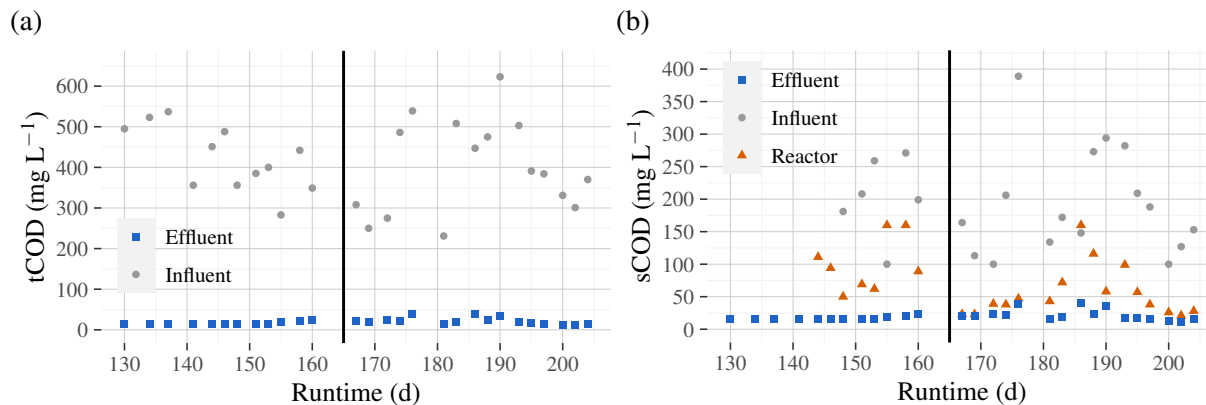 (a)
tCOD (mg L⁻¹)
600
500
400
300
200
100
0
Effluent
Influent
130 140 150 160 170 180 190 200
Runtime (d)
(b)
sCOD (mg L⁻¹)
400
350
300
250
200
150
100
50
0
Effluent
Influent
Reactor
130 140 150 160 170 180 190 200
Runtime (d)